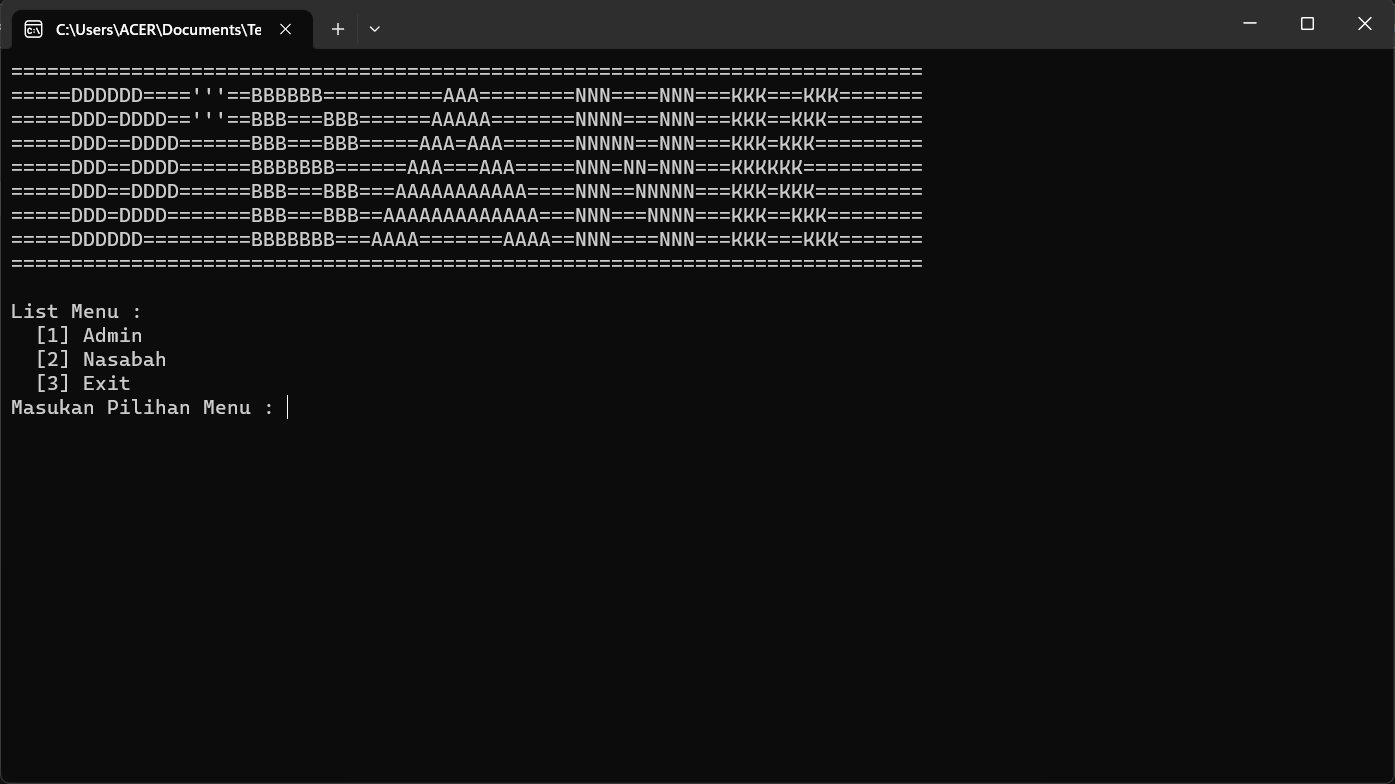 C:\Users\ACER\Documents\Te
============================================================================
=====DDDDDD===='''==BBBBBB==========AAA========NNN====NNN===KKK===KKK=======
=====DDD=DDDD=='''==BBB===BBB======AAAAA=======NNNN===NNN===KKK==KKK========
=====DDD==DDDD======BBB===BBB=====AAA=AAA======NNNNN==NNN===KKK=KKK=========
=====DDD==DDDD======BBBBBBB======AAA===AAA=====NNN=NN=NNN===KKKKKK==========
=====DDD==DDDD======BBB===BBB===AAAAAAAAAAA====NNN==NNNNN===KKK=KKK=========
=====DDD=DDDD=======BBB===BBB==AAAAAAAAAAAAA===NNN===NNNN===KKK==KKK========
=====DDDDDD=========BBBBBBB===AAAA=======AAAA==NNN====NNN===KKK===KKK=======
============================================================================
List Menu :
[1] Admin
[2] Nasabah
[3] Exit
Masukan Pilihan Menu :